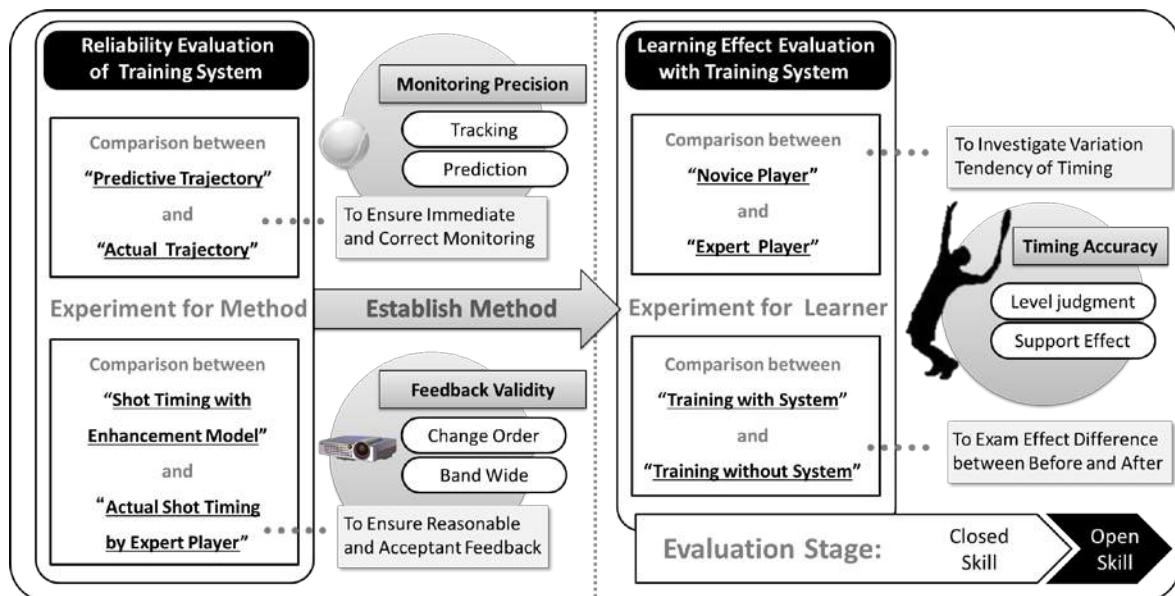 Reliability Evaluation
of Training System
Comparison between
“Predictive Trajectory”
and
“Actual Trajectory”
Experiment for Method
Comparison between
“Shot Timing with
Enhancement Model”
and
“Actual Shot Timing
by Expert Player”
Monitoring Precision
Tracking
Prediction
To Ensure Immediate
and Correct Monitoring
Establish Method
Feedback Validity
Change Order
Band Wide
To Ensure Reasonable
and Acceptant Feedback
Learning Effect Evaluation
with Training System
Comparison between
“Novice Player”
and
“Expert Player”
Experiment for Learner
Comparison between
“Training with System”
and
“Training without System”
To Investigate Variation
Tendency of Timing
Timing Accuracy
Level judgment
Support Effect
To Exam Effect Difference
between Before and After
Evaluation Stage:
Closed
Skill
Open
Skill